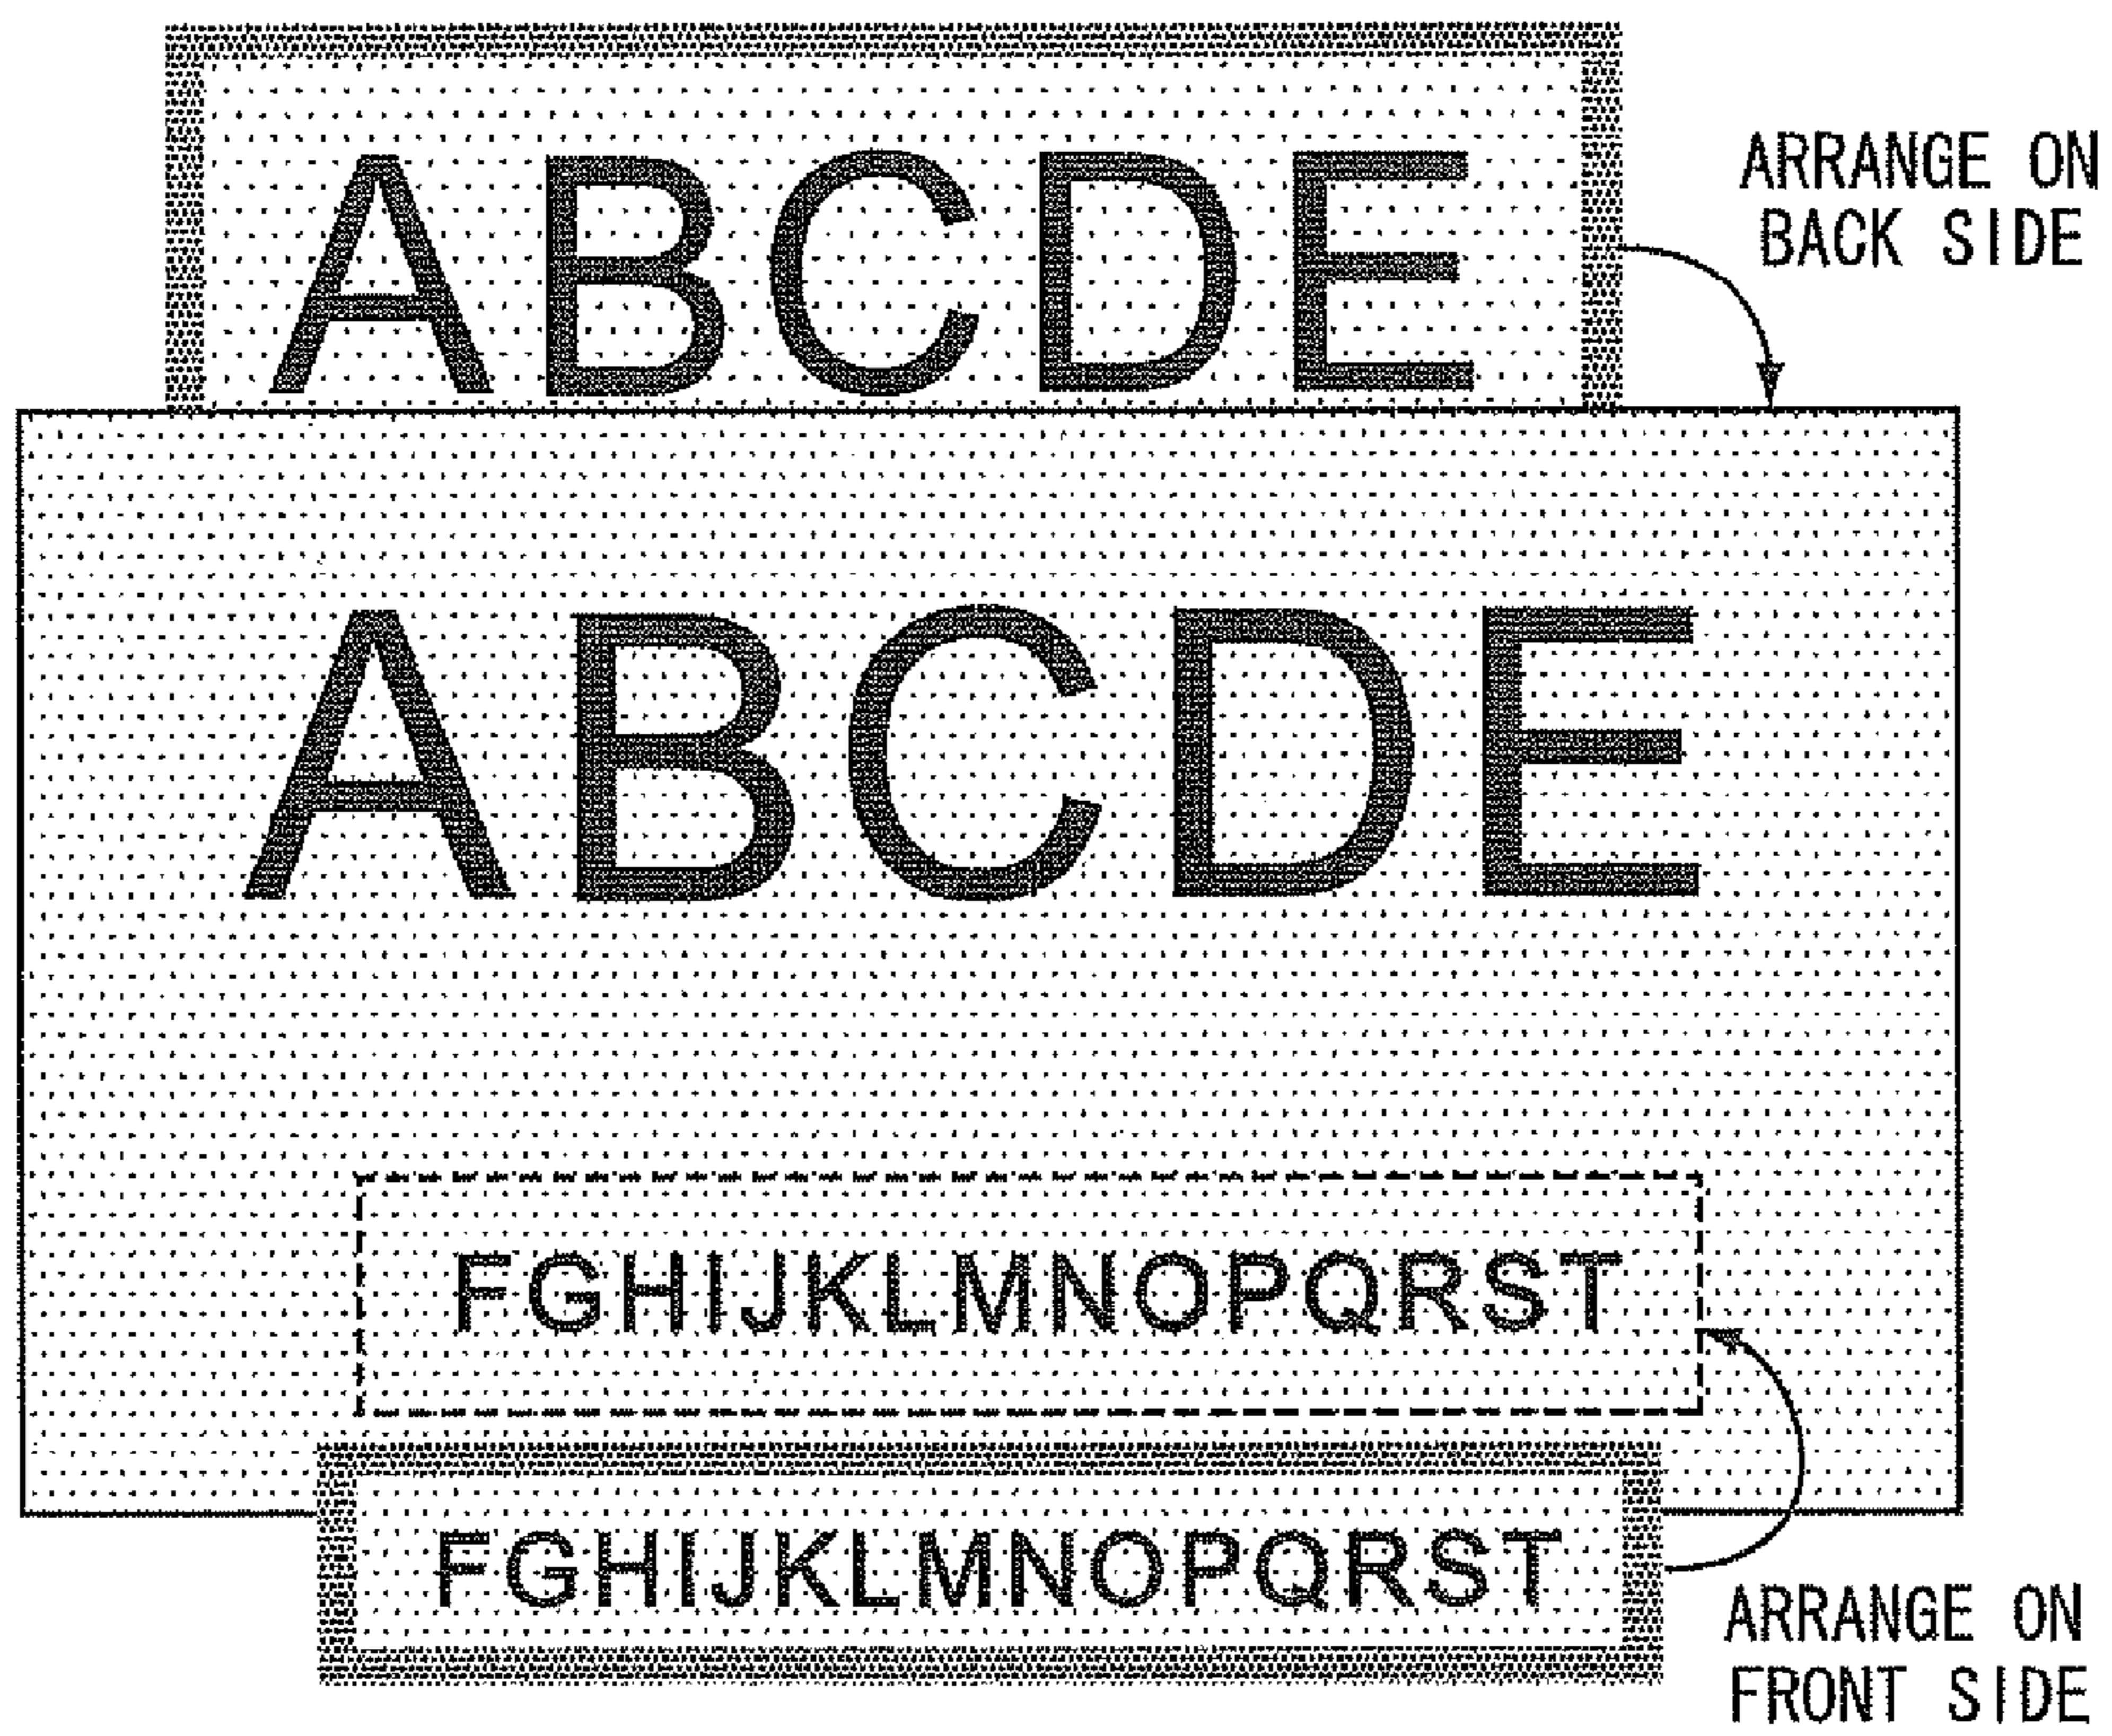 ABCDE
ARRANGE ON
BACK SIDE
ABCDE
FGHIJKLMNOPQRST
FGHIJKLMNOPQRST
ARRANGE ON
FRONT SIDE